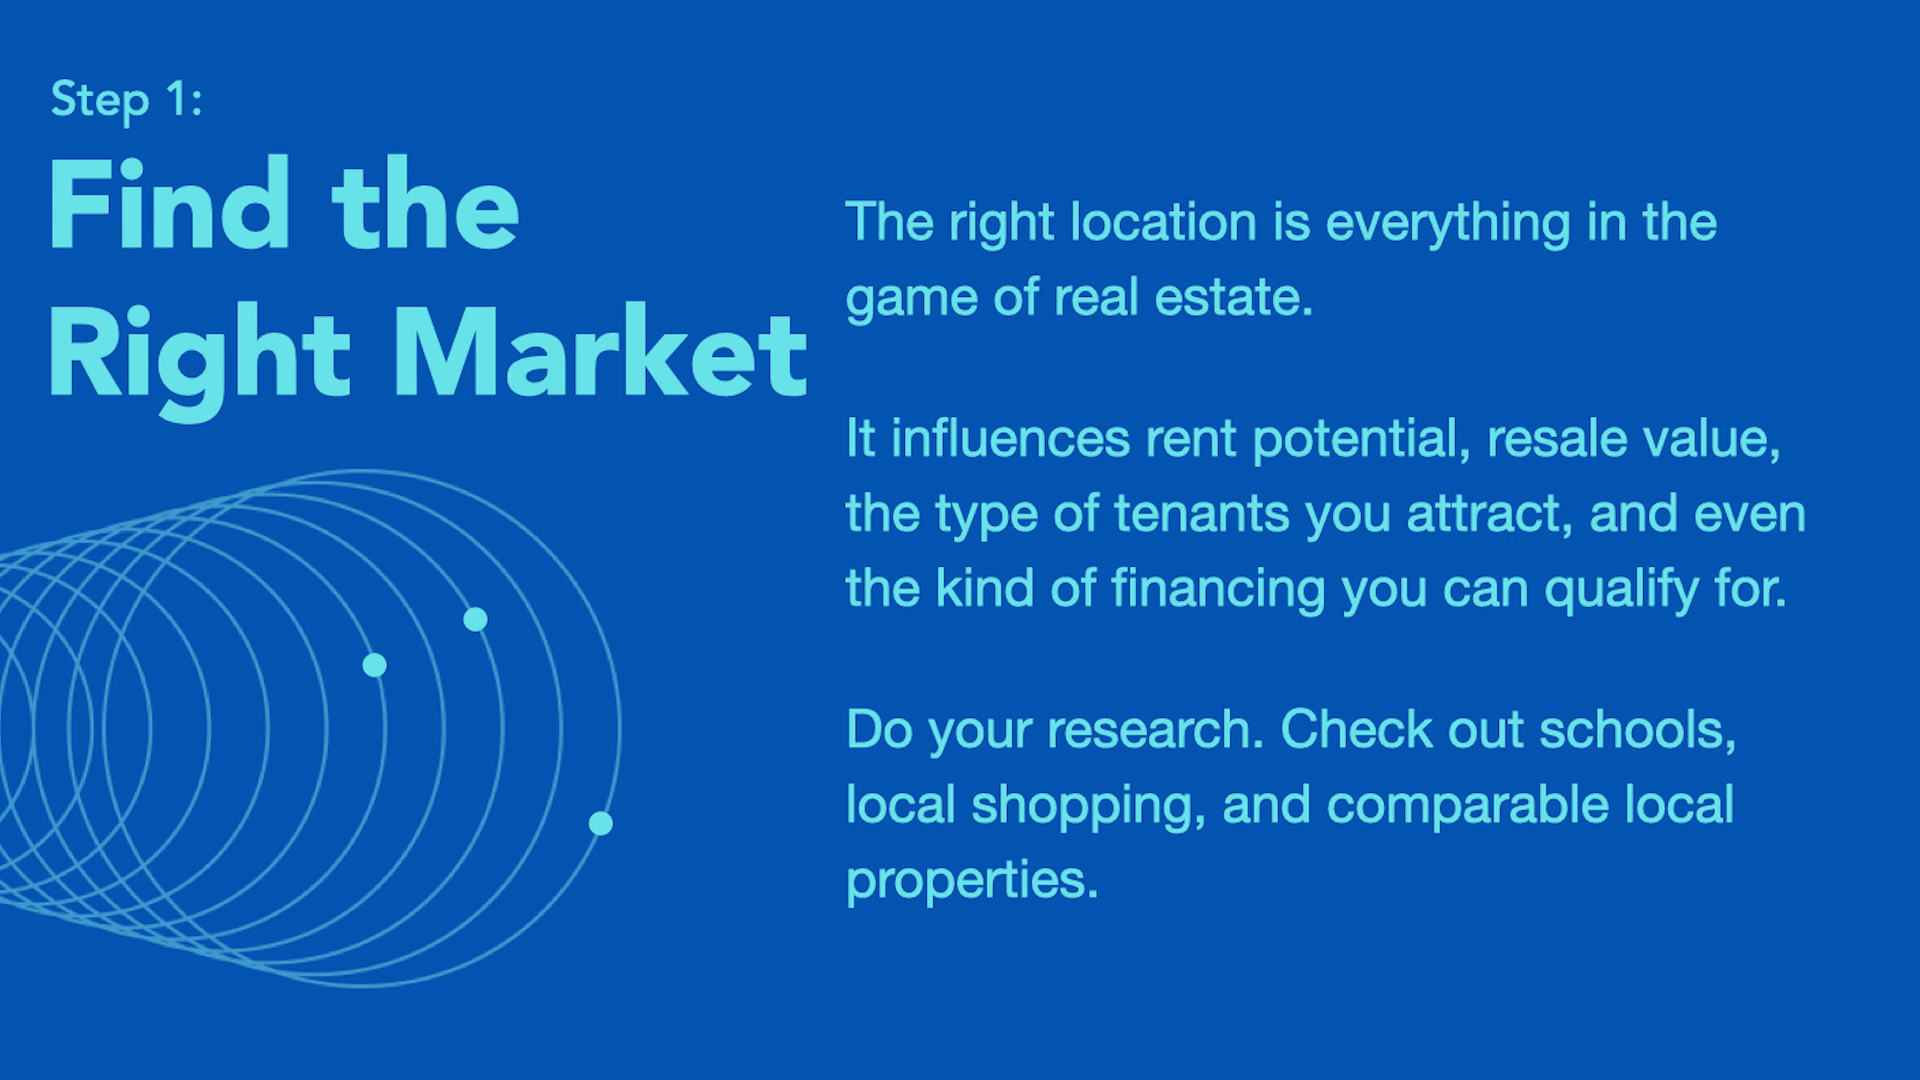 Step 1:
Find the
Right Market
The right location is everything in the
game of real estate.
It influences rent potential, resale value,
the type of tenants you attract, and even
the kind of financing you can qualify for.
Do your research. Check out schools,
local shopping, and comparable local
properties.